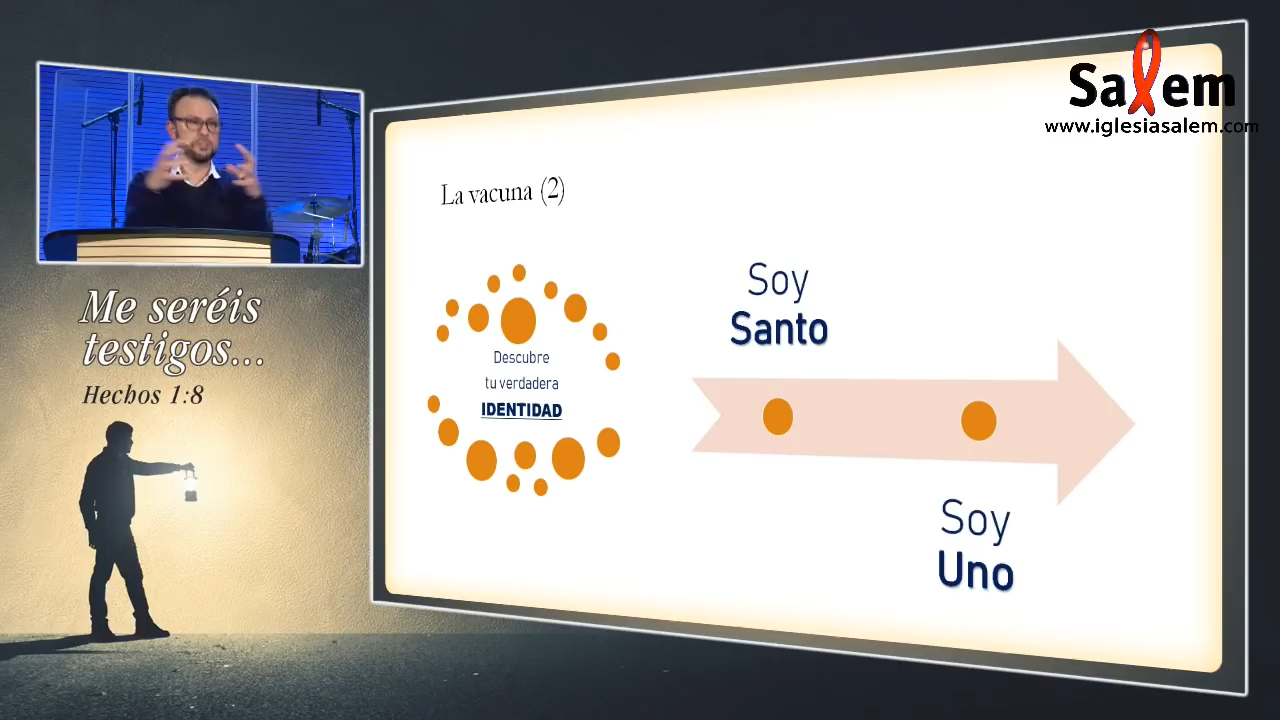 Salem
www.iglesiasalem.com
La vacuna (2)
Me seréis
testigos...
Hechos 1:8
Descubre
tu verdadera
IDENTIDAD
Soy
Santo
Soy
Uno